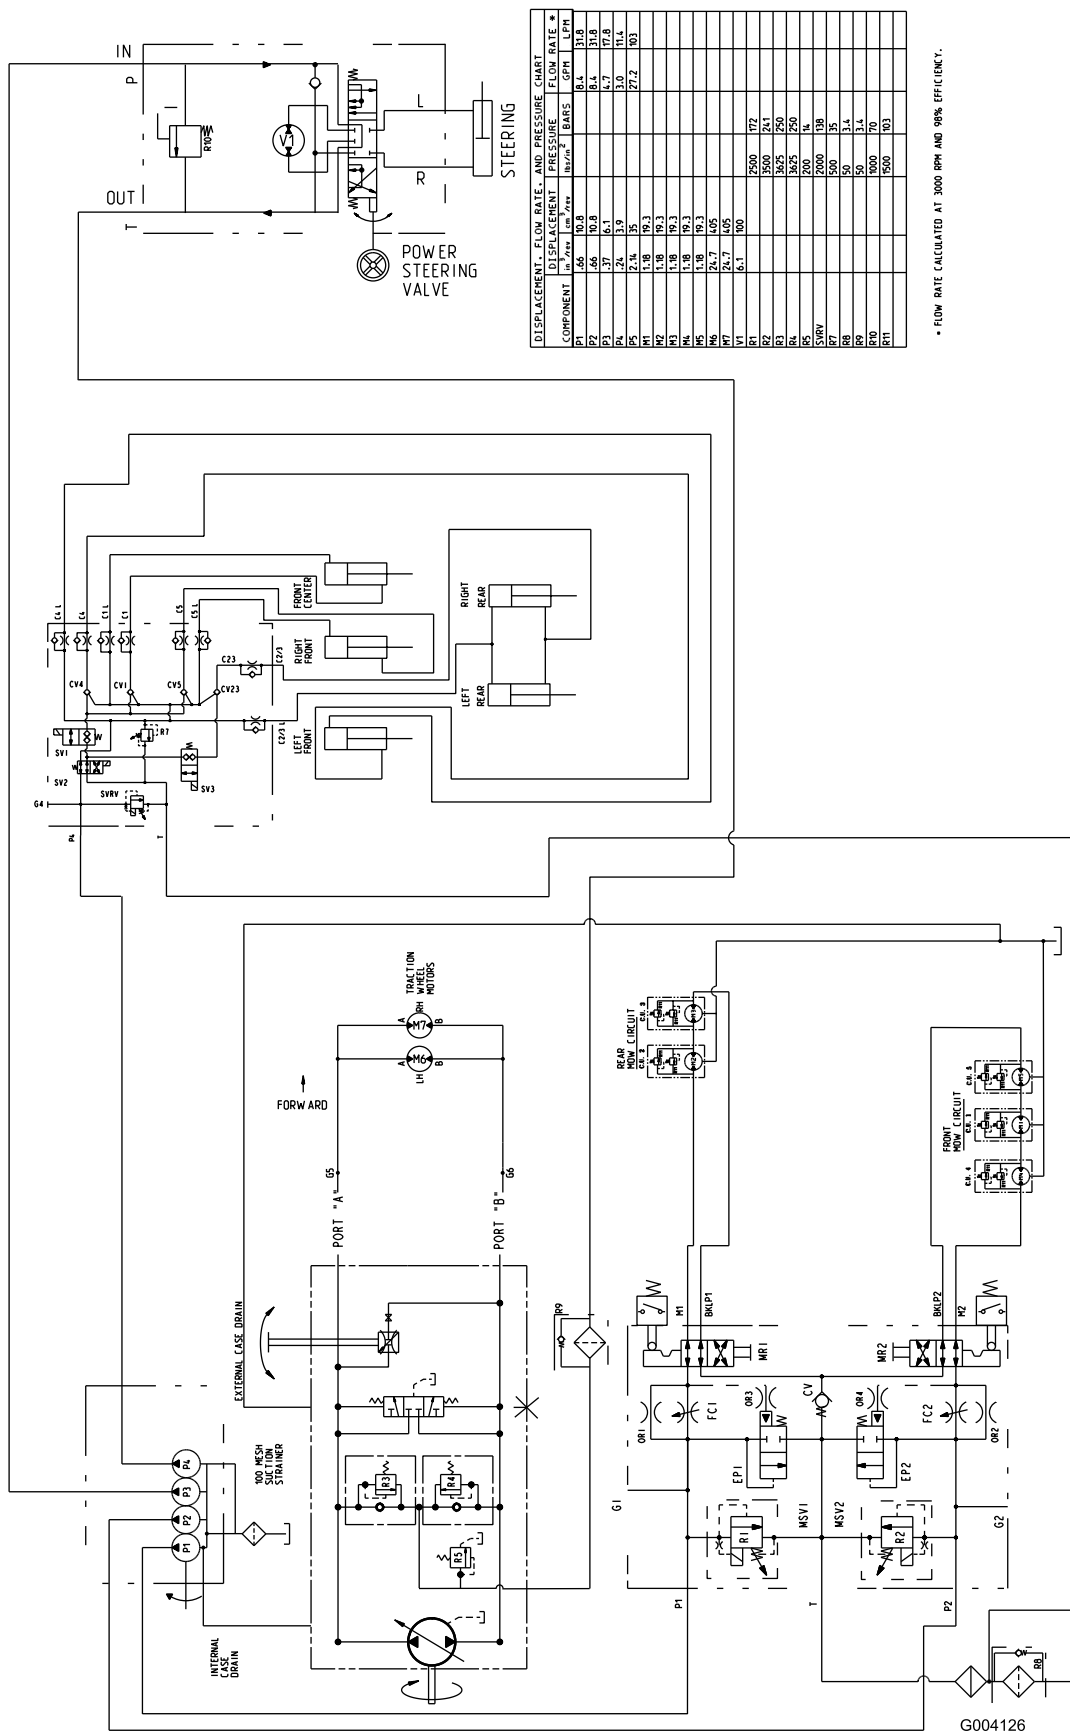 IN
P
OUT
T
R10
V1
L
R
STEERING
POWER
STEERING
VALVE
DISPLACEMENT, FLOW RATE, AND PRESSURE CHART
COMPONENT DISPLACEMENT PRESSURE FLOW RATE *
in³/rev cm³/rev lbs/in² BARS GPM LPM
P1 .66 10.8 8.4 31.8
P2 .66 10.8 8.4 31.8
P3 .37 6.1 4.7 17.8
P4 .24 3.9 3.0 11.4
P5 2.14 35 27.2 103
M1 1.18 19.3
M2 1.18 19.3
M3 1.18 19.3
M4 1.18 19.3
M5 1.18 19.3
M6 24.7 405
M7 24.7 405
V1 6.1 100
R1 2500 172
R2 3500 241
R3 3625 250
R4 3625 250
R5 200 14
SVRV 2000 138
R7 500 35
R8 50 3.4
R9 50 3.4
R10 1000 70
R11 1500 103
* FLOW RATE CALCULATED AT 3000 RPM AND 98% EFFICIENCY.
C4 L
C4
C1 L
C1
C5
C5 L
C23
C2/3
C2/3 L
CV4
CV1
CV5
CV23
SV1
R7
SV2
SVRV
SV3
G4
P4
T
FRONT
CENTER
RIGHT
FRONT
LEFT
FRONT
RIGHT
REAR
LEFT
REAR
TRACTION
WHEEL
MOTORS
RH
A M7 B
A M6 B
LH
FORWARD
G5
G6
PORT "A"
PORT "B"
EXTERNAL CASE DRAIN
P4
P3
P2
P1
100 MESH
SUCTION
STRAINER
INTERNAL
CASE
DRAIN
R3
R4
R5
R9
REAR
MOW CIRCUIT
C.U. 3
C.U. 2
FRONT
MOW CIRCUIT
C.U. 5
C.U. 1
C.U. 4
M1
BKLP1
BKLP2
M2
MR1
MR2
OR1
FC1
OR3
CV
OR4
FC2
OR2
EP1
EP2
G1
MSV1
MSV2
G2
R1
R2
P1
T
P2
R8
G004126